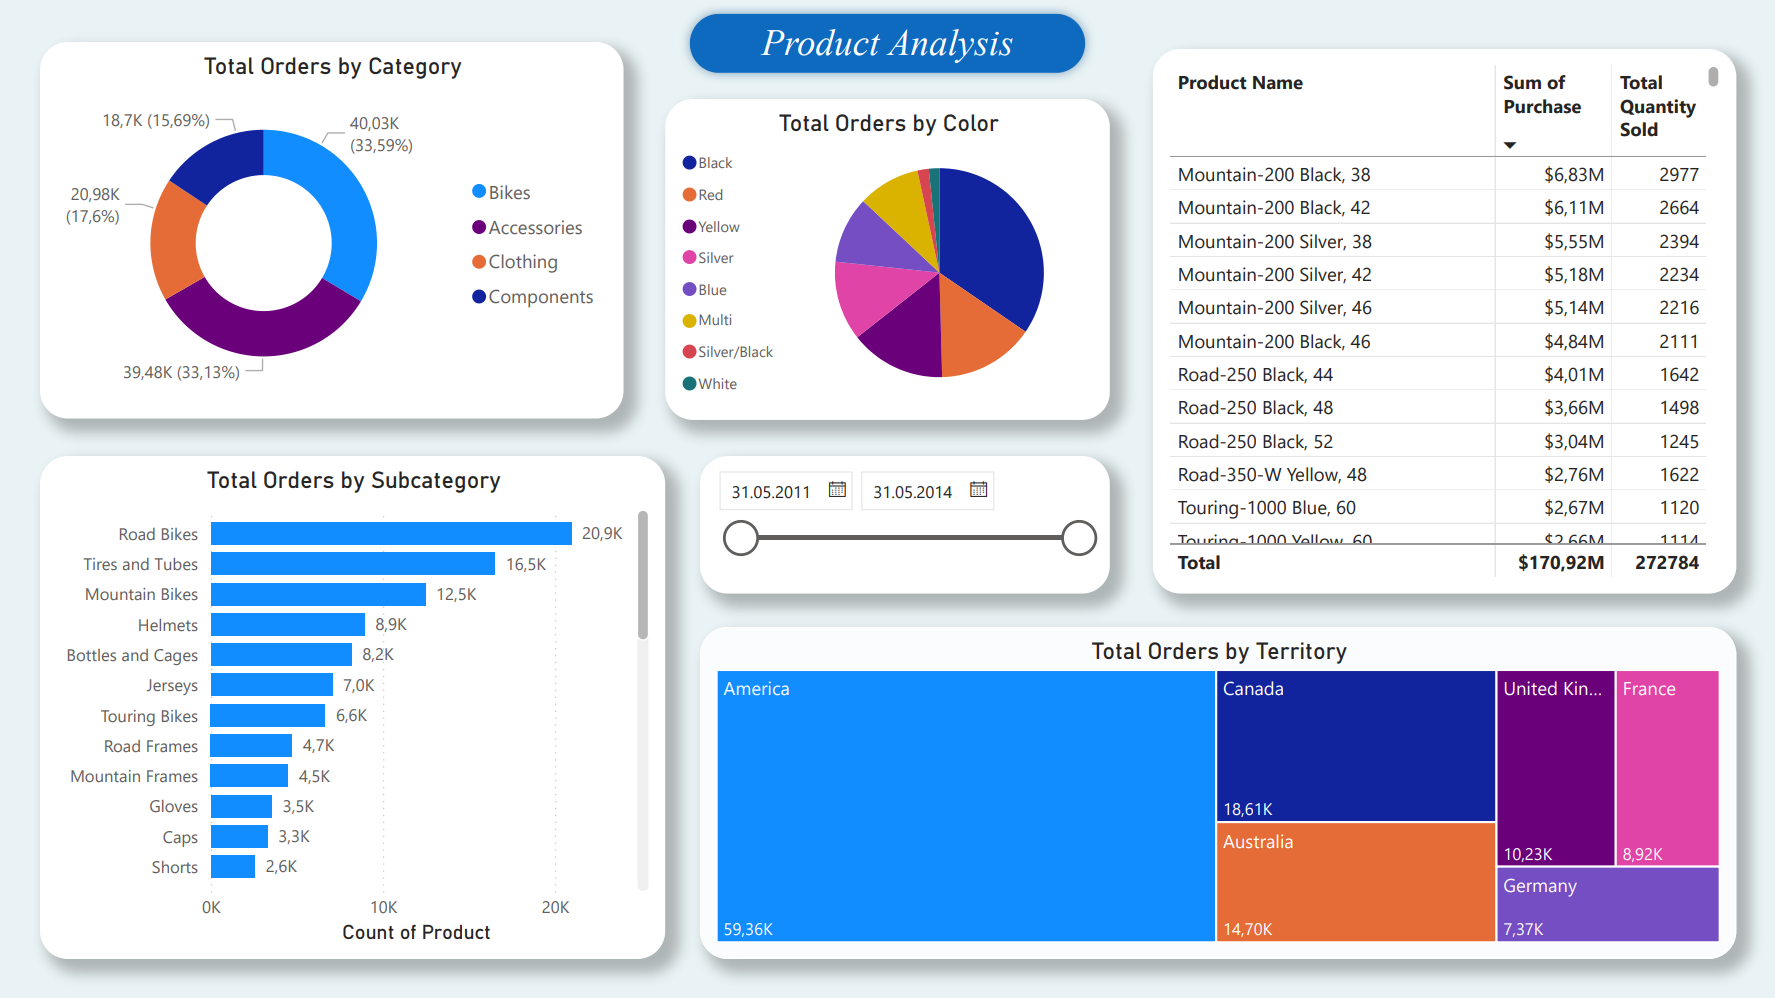 Product Analysis
Total Orders by Category
18,7K (15,69%)
40,03K
(33,59%)
20,98K
(17,6%)
39,48K (33,13%)
Bikes
Accessories
Clothing
Components
Total Orders by Color
Black
Red
Yellow
Silver
Blue
Multi
Silver/Black
White
Product Name Sum of Purchase Total Quantity Sold
Mountain-200 Black, 38 $6,83M 2977
Mountain-200 Black, 42 $6,11M 2664
Mountain-200 Silver, 38 $5,55M 2394
Mountain-200 Silver, 42 $5,18M 2234
Mountain-200 Silver, 46 $5,14M 2216
Mountain-200 Black, 46 $4,84M 2111
Road-250 Black, 44 $4,01M 1642
Road-250 Black, 48 $3,66M 1498
Road-250 Black, 52 $3,04M 1245
Road-350-W Yellow, 48 $2,76M 1622
Touring-1000 Blue, 60 $2,67M 1120
Touring-1000 Yellow, 60 $2,66M 1114
Total $170,92M 272784
Total Orders by Subcategory
Road Bikes 20,9K
Tires and Tubes 16,5K
Mountain Bikes 12,5K
Helmets 8,9K
Bottles and Cages 8,2K
Jerseys 7,0K
Touring Bikes 6,6K
Road Frames 4,7K
Mountain Frames 4,5K
Gloves 3,5K
Caps 3,3K
Shorts 2,6K
0K 10K 20K
Count of Product
31.05.2011 31.05.2014
Total Orders by Territory
America
59,36K
Canada
18,61K
Australia
14,70K
United Kin...
10,23K
France
8,92K
Germany
7,37K